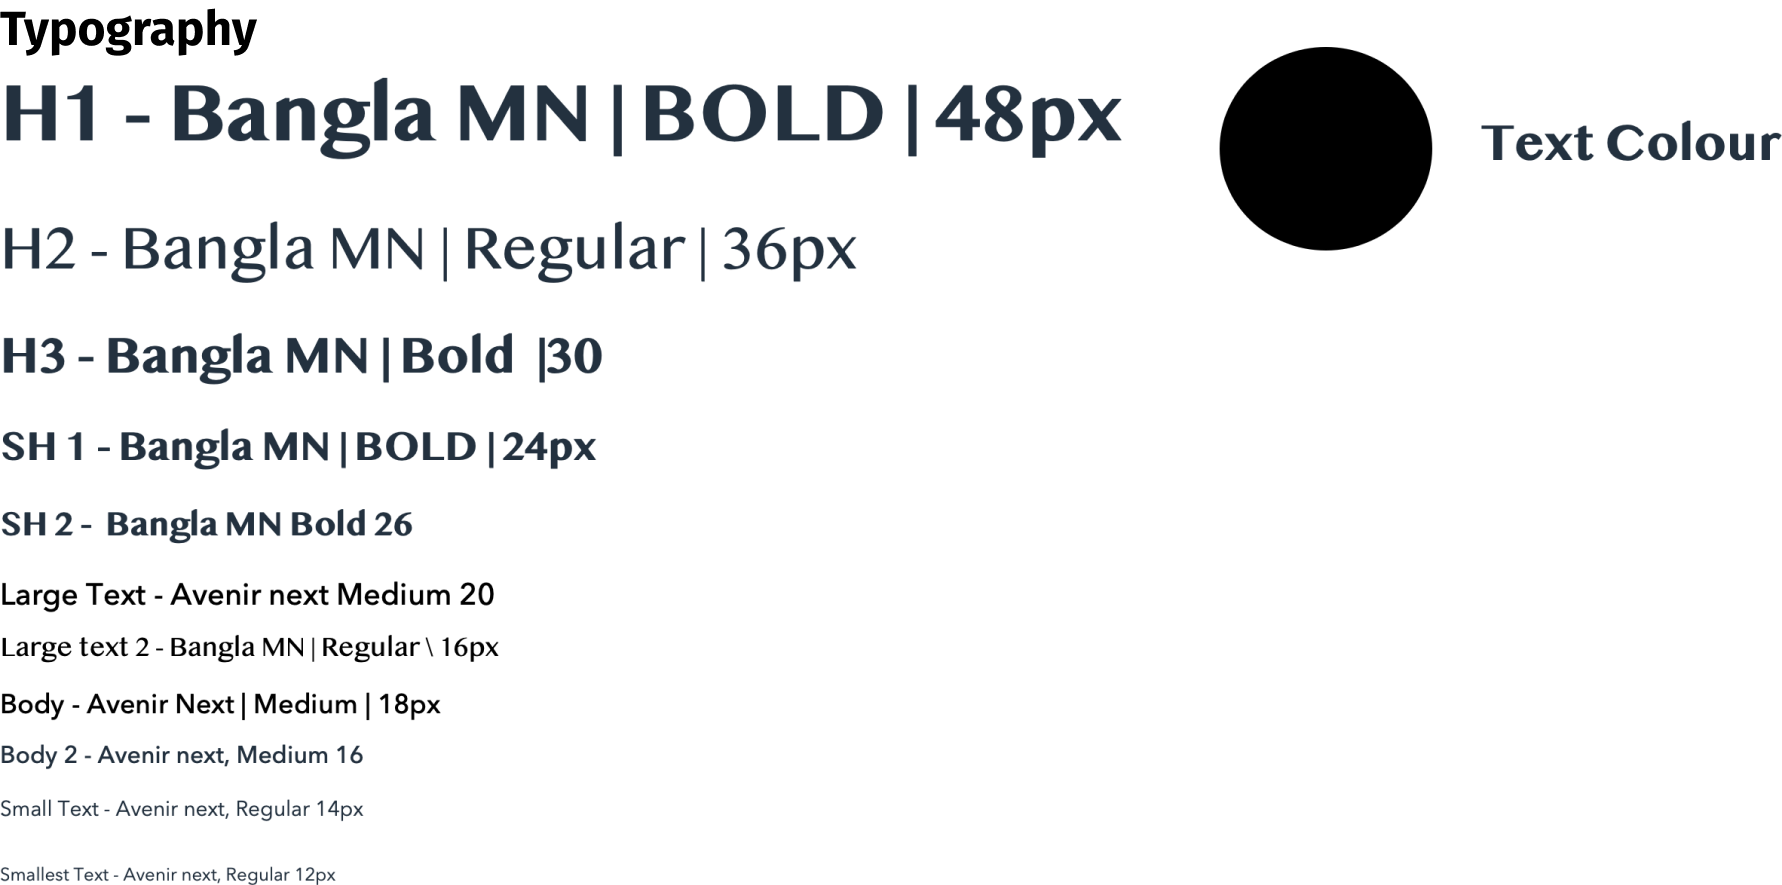 Typography
H1 - Bangla MN | BOLD | 48px
Text Colour
H2 - Bangla MN | Regular | 36px
H3 - Bangla MN | Bold |30
SH 1 - Bangla MN | BOLD | 24px
SH 2 - Bangla MN Bold 26
Large Text - Avenir next Medium 20
Large text 2 - Bangla MN | Regular \ 16px
Body - Avenir Next | Medium | 18px
Body 2 - Avenir next, Medium 16
Small Text - Avenir next, Regular 14px
Smallest Text - Avenir next, Regular 12px